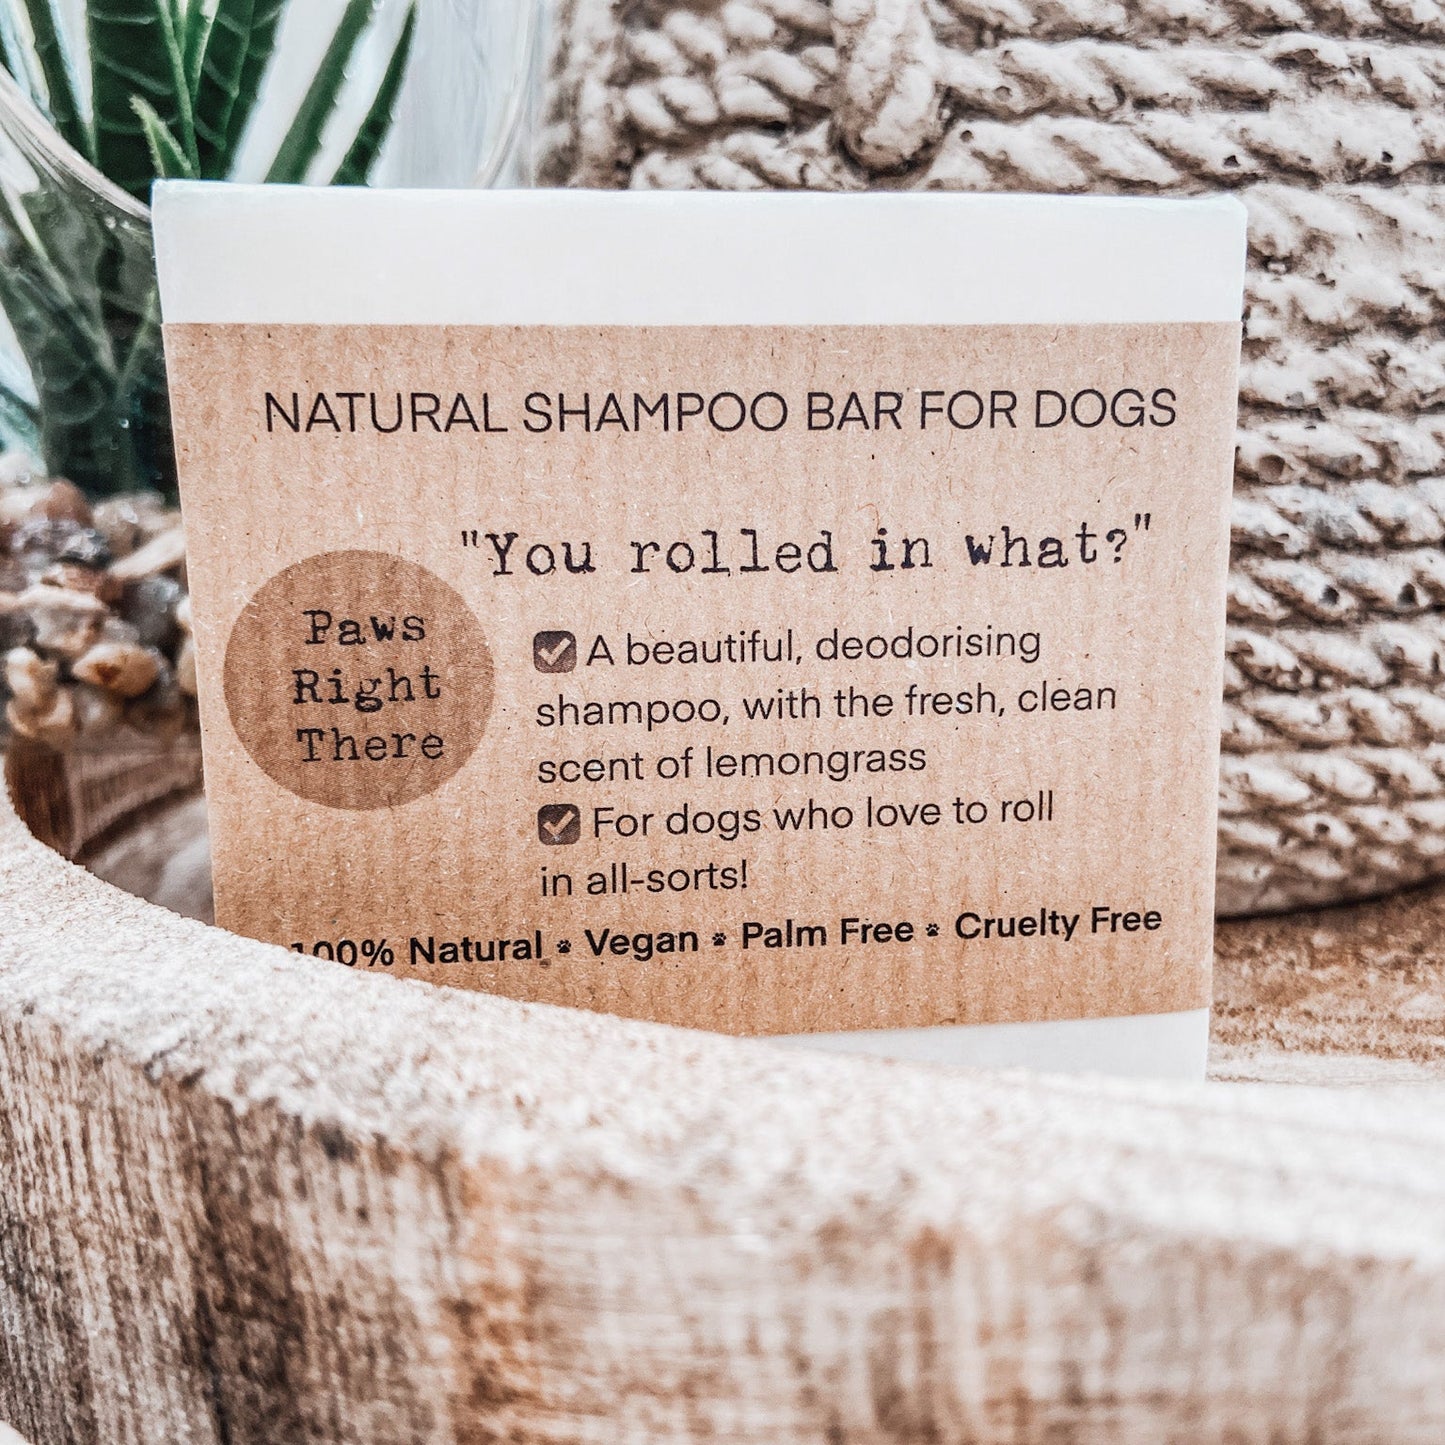 NATURAL SHAMPOO BAR FOR DOGS
"You rolled in what?"
Paws
Right
There
☑ A beautiful, deodorising
shampoo, with the fresh, clean
scent of lemongrass
☑ For dogs who love to roll
in all-sorts!
100% Natural 🐾 Vegan 🐾 Palm Free 🐾 Cruelty Free